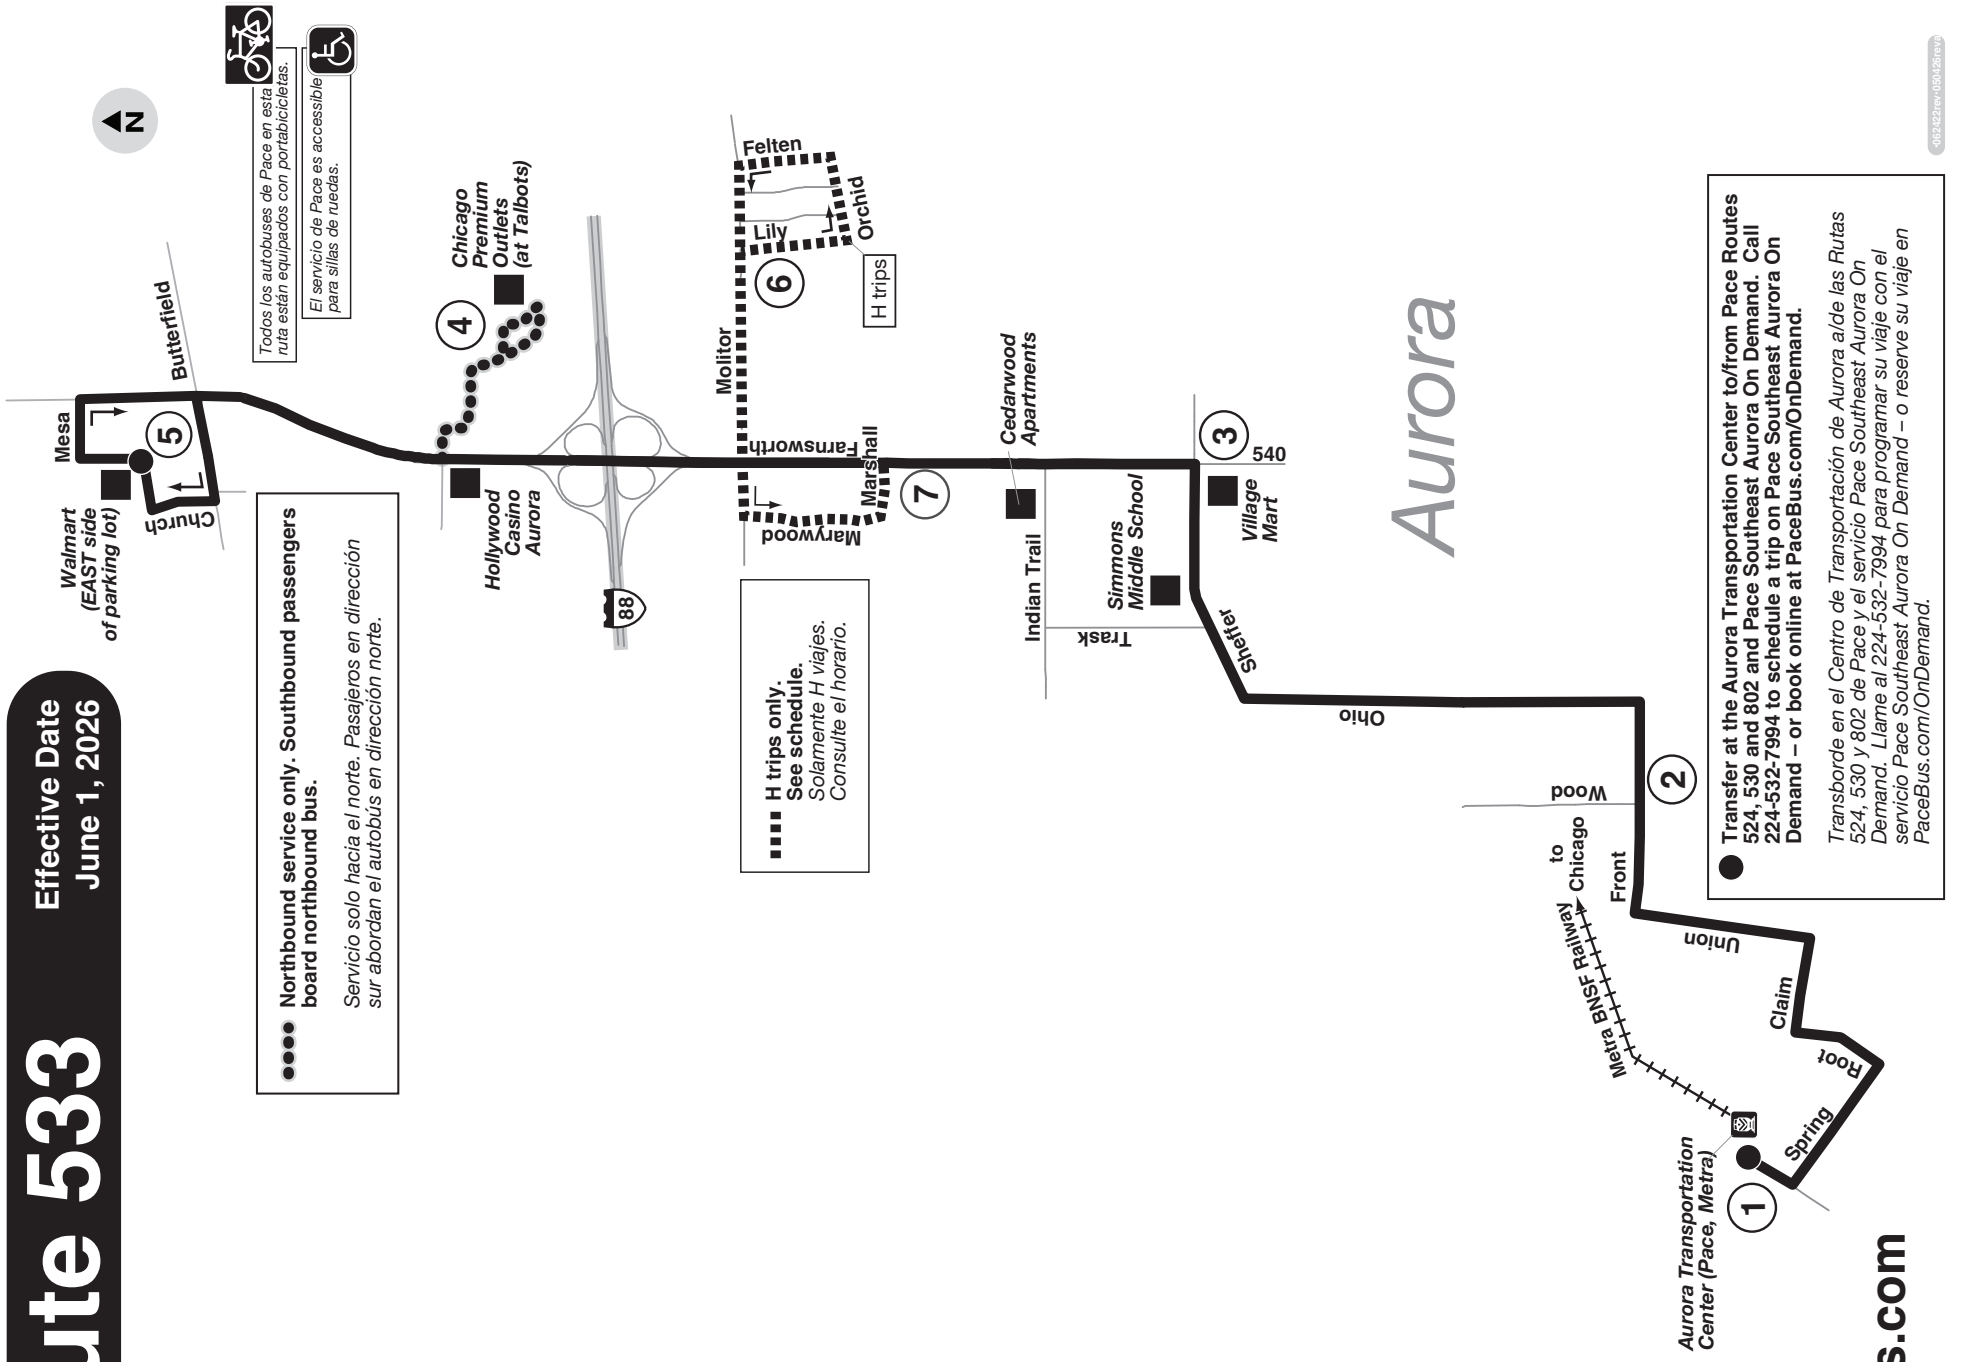 ute 533
Effective Date
June 1, 2026
N
Todos los autobuses de Pace en esta
ruta están equipados con portabicicletas.
El servicio de Pace es accessible
para sillas de ruedas.
Northbound service only. Southbound passengers
board northbound bus.
Servicio solo hacia el norte. Pasajeros en dirección
sur abordan el autobús en dirección norte.
Walmart
(EAST side
of parking lot)
Mesa
5
Church
Butterfield
4
Chicago
Premium
Outlets
(at Talbots)
Hollywood
Casino
Aurora
88
Molitor
Farnsworth
Marywood
Marshall
7
6
Lily
Felten
Orchid
H trips
H trips only.
See schedule.
Solamente H viajes.
Consulte el horario.
Cedarwood
Apartments
Indian Trail
Simmons
Middle School
Trask
3
540
Village
Mart
Sheffer
Aurora
Ohio
Wood
2
Front
to
Chicago
Metra BNSF Railway
Union
Claim
Root
Spring
Aurora Transportation
Center (Pace, Metra)
1
Transfer at the Aurora Transportation Center to/from Pace Routes
524, 530 and 802 and Pace Southeast Aurora On Demand. Call
224-532-7994 to schedule a trip on Pace Southeast Aurora On
Demand – or book online at PaceBus.com/OnDemand.
Transborde en el Centro de Transportación de Aurora a/de las Rutas
524, 530 y 802 de Pace y el servicio Pace Southeast Aurora On
Demand. Llame al 224-532-7994 para programar su viaje con el
servicio Pace Southeast Aurora On Demand – o reserve su viaje en
PaceBus.com/OnDemand.
s.com
-062422rev-050426reva